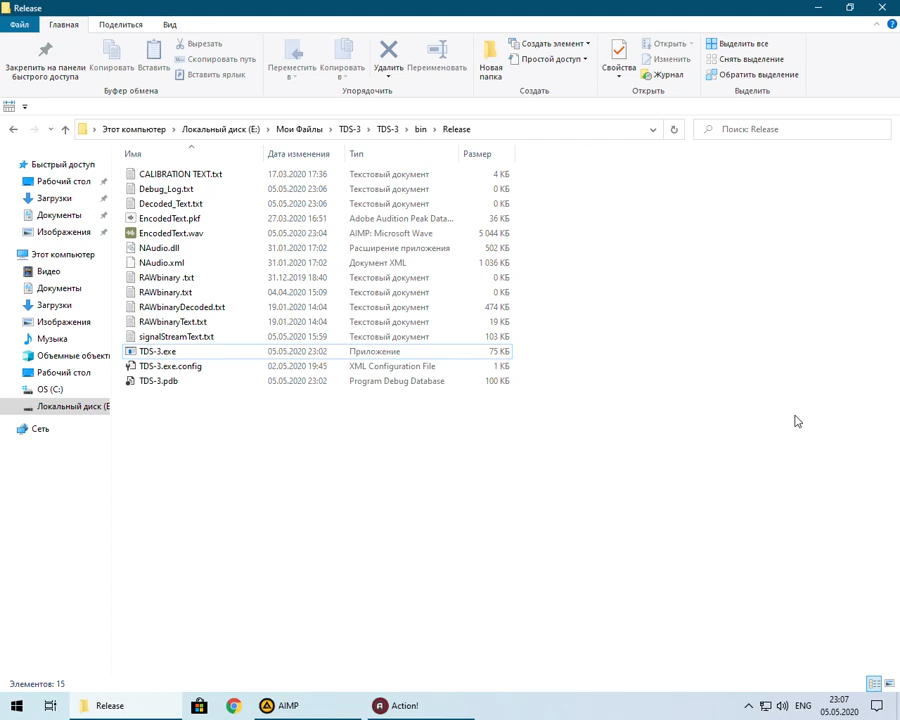 Release
Файл Главная Поделиться Вид
Закрепить на панели быстрого доступа
Копировать
Вставить
Вырезать
Скопировать путь
Вставить ярлык
Буфер обмена
Переместить в
Копировать в
Удалить
Переименовать
Упорядочить
Новая папка
Создать элемент
Простой доступ
Создать
Свойства
Открыть
Изменить
Журнал
Открыть
Выделить все
Снять выделение
Обратить выделение
Выделить
Этот компьютер Локальный диск (E:) Мои Файлы TDS-3 TDS-3 bin Release
Поиск: Release
Быстрый доступ
Рабочий стол
Загрузки
Документы
Изображения
Этот компьютер
Видео
Документы
Загрузки
Изображения
Музыка
Объемные объект
Рабочий стол
OS (C:)
Локальный диск (E
Сеть
Имя Дата изменения Тип Размер
CALIBRATION TEXT.txt 17.03.2020 17:36 Текстовый документ 4 КБ
Debug_Log.txt 05.05.2020 23:06 Текстовый документ 0 КБ
Decoded_Text.txt 05.05.2020 23:06 Текстовый документ 0 КБ
EncodedText.pkf 27.03.2020 16:51 Adobe Audition Peak Data... 36 КБ
EncodedText.wav 05.05.2020 23:04 AIMP: Microsoft Wave 5 044 КБ
NAudio.dll 31.01.2020 17:02 Расширение приложения 502 КБ
NAudio.xml 31.01.2020 17:02 Документ XML 1 036 КБ
RAWbinary .txt 31.12.2019 18:40 Текстовый документ 0 КБ
RAWbinary.txt 04.04.2020 15:09 Текстовый документ 0 КБ
RAWbinaryDecoded.txt 19.01.2020 14:04 Текстовый документ 474 КБ
RAWbinaryText.txt 19.01.2020 14:04 Текстовый документ 19 КБ
signalStreamText.txt 05.05.2020 15:59 Текстовый документ 103 КБ
TDS-3.exe 05.05.2020 23:02 Приложение 75 КБ
TDS-3.exe.config 02.05.2020 19:45 XML Configuration File 1 КБ
TDS-3.pdb 05.05.2020 23:02 Program Debug Database 100 КБ
Элементов: 15
Release
AIMP
Action!
ENG
23:07
05.05.2020